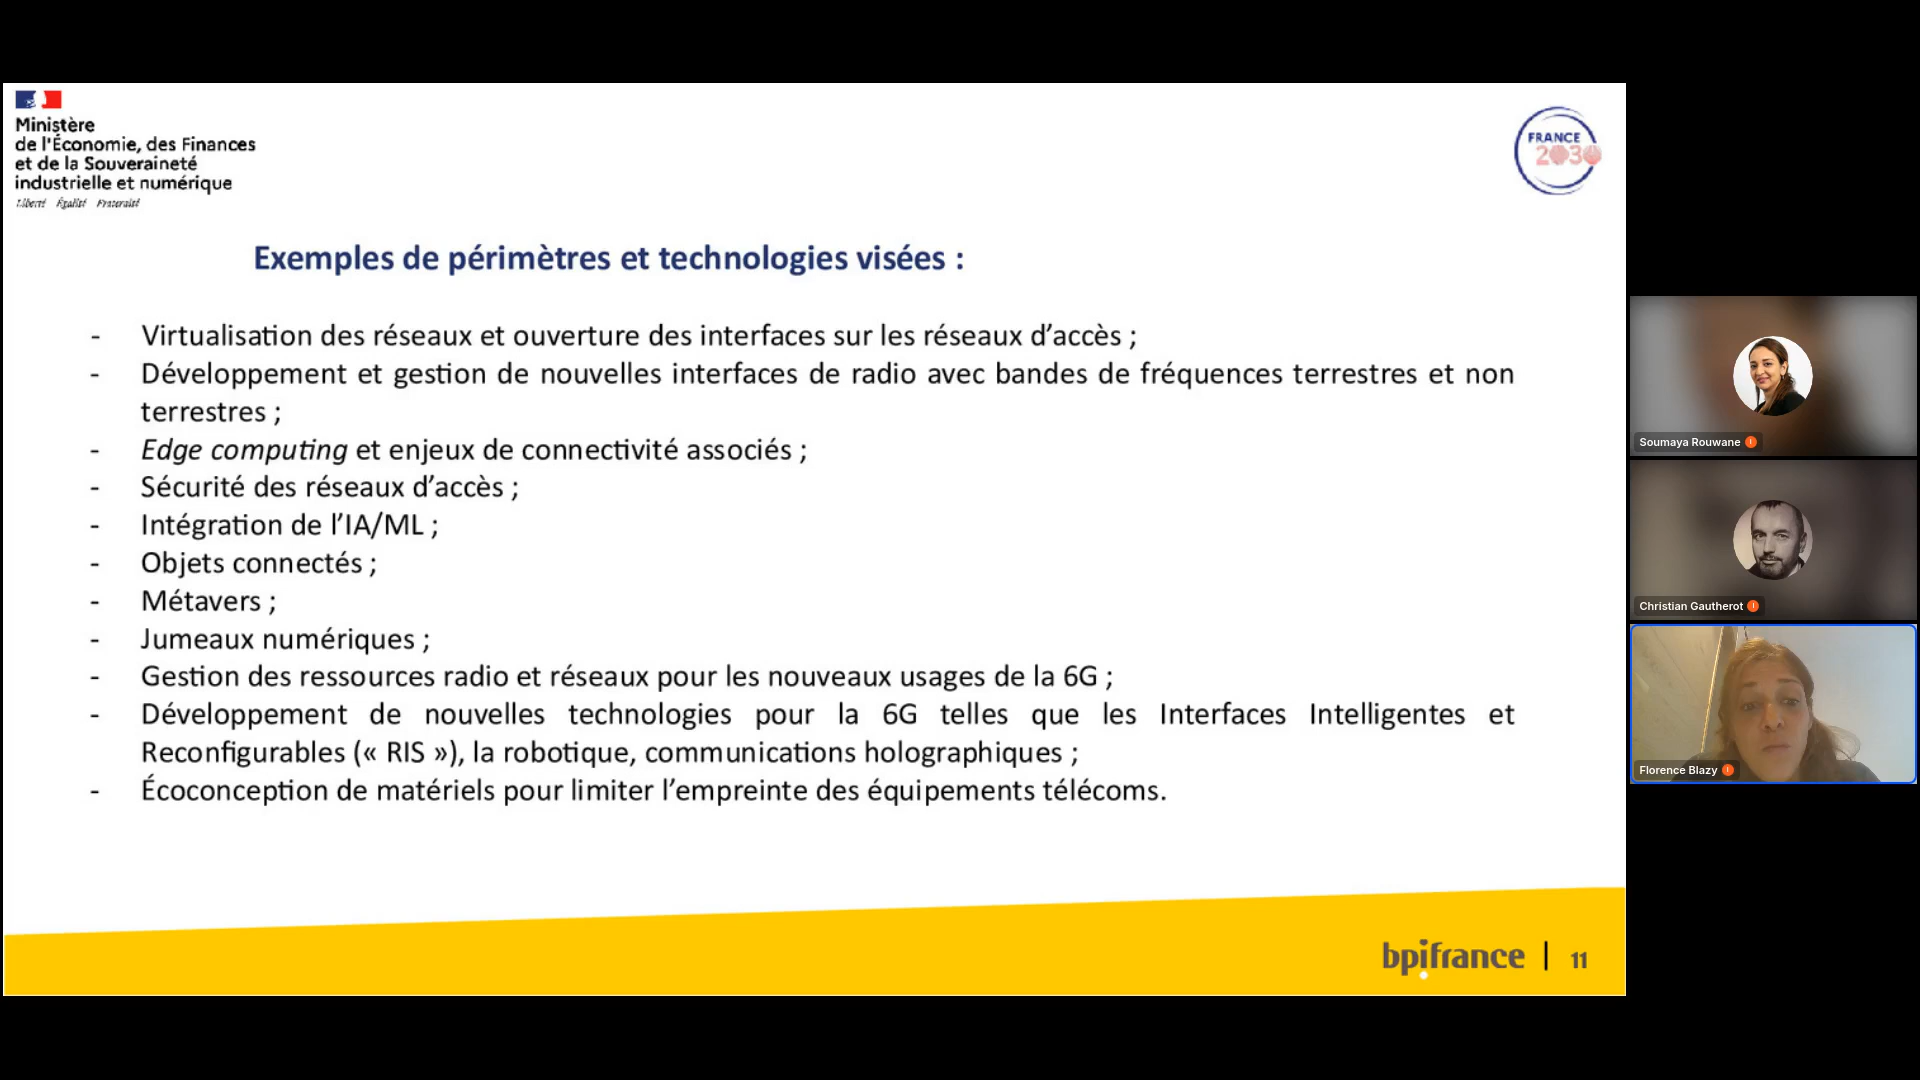 Ministère
de l'Économie, des Finances
et de la Souveraineté
industrielle et numérique
Liberté Égalité Fraternité
FRANCE
2030
Exemples de périmètres et technologies visées :
- Virtualisation des réseaux et ouverture des interfaces sur les réseaux d’accès ;
- Développement et gestion de nouvelles interfaces de radio avec bandes de fréquences terrestres et non
terrestres ;
- Edge computing et enjeux de connectivité associés ;
- Sécurité des réseaux d’accès ;
- Intégration de l’IA/ML ;
- Objets connectés ;
- Métavers ;
- Jumeaux numériques ;
- Gestion des ressources radio et réseaux pour les nouveaux usages de la 6G ;
- Développement de nouvelles technologies pour la 6G telles que les Interfaces Intelligentes et
Reconfigurables (« RIS »), la robotique, communications holographiques ;
- Écoconception de matériels pour limiter l’empreinte des équipements télécoms.
bpifrance | 11
Soumaya Rouwane
Christian Gautherot
Florence Blazy